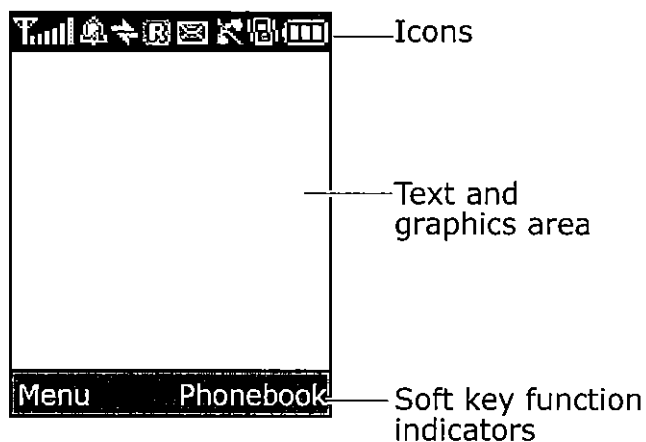 R
Icons
Text and
graphics area
Menu Phonebook
Soft key function
indicators